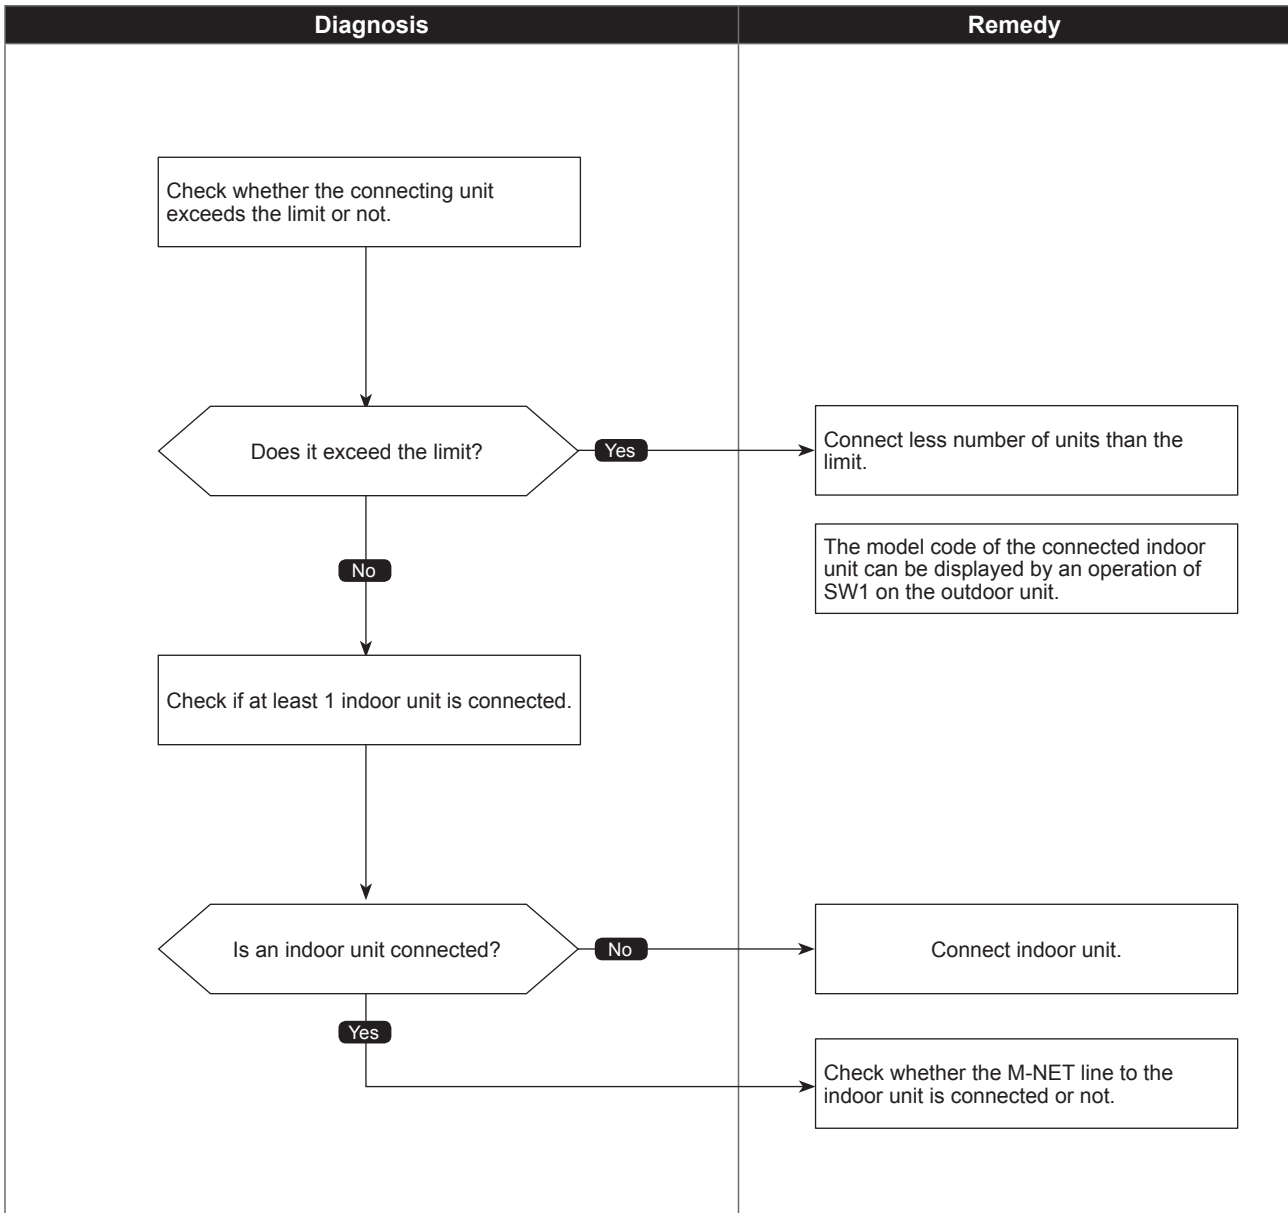 Diagnosis
Remedy
Check whether the connecting unit
exceeds the limit or not.
Does it exceed the limit?
Yes
Connect less number of units than the
limit.
The model code of the connected indoor
unit can be displayed by an operation of
SW1 on the outdoor unit.
No
Check if at least 1 indoor unit is connected.
Is an indoor unit connected?
No
Connect indoor unit.
Yes
Check whether the M-NET line to the
indoor unit is connected or not.